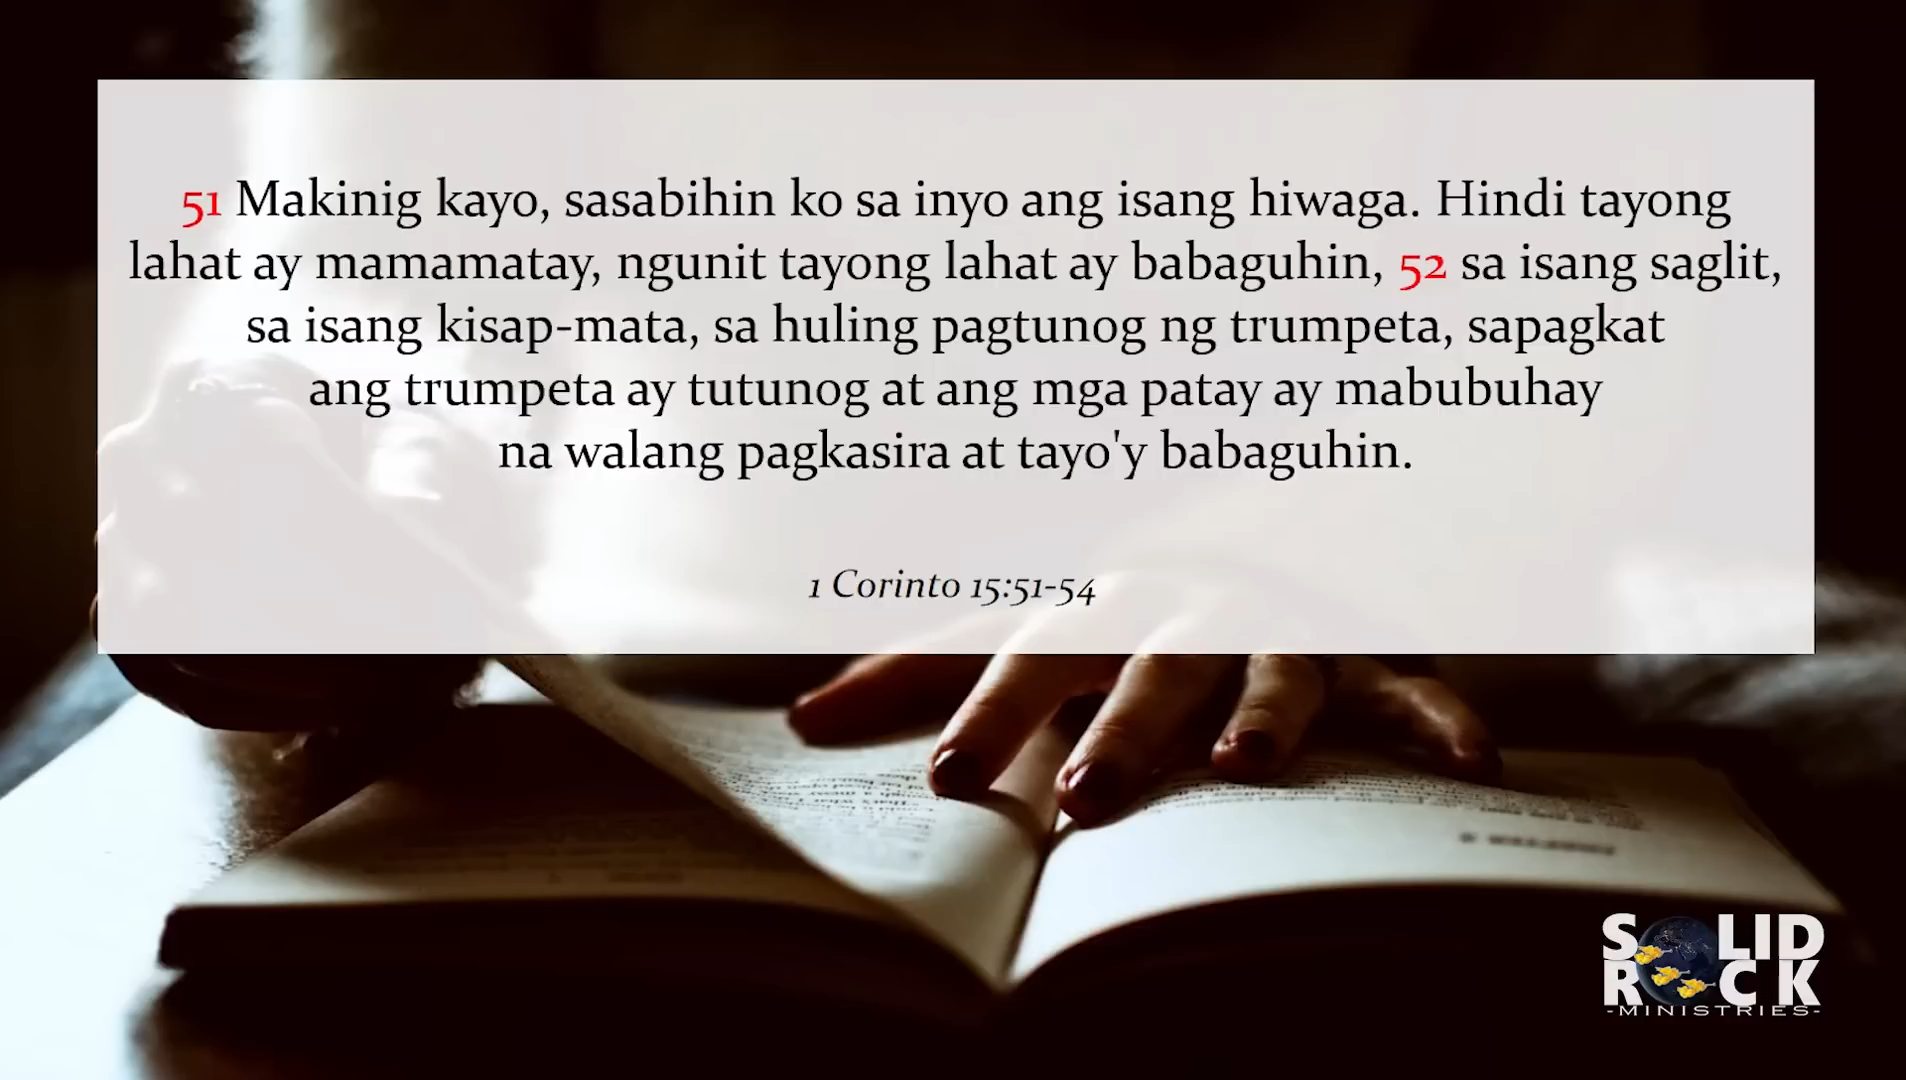 51 Makinig kayo, sasabihin ko sa inyo ang isang hiwaga. Hindi tayong
lahat ay mamamatay, ngunit tayong lahat ay babaguhin, 52 sa isang saglit,
sa isang kisap-mata, sa huling pagtunog ng trumpeta, sapagkat
ang trumpeta ay tutunog at ang mga patay ay mabubuhay
na walang pagkasira at tayo'y babaguhin.
1 Corinto 15:51-54
SOLID
ROCK
-MINISTRIES-